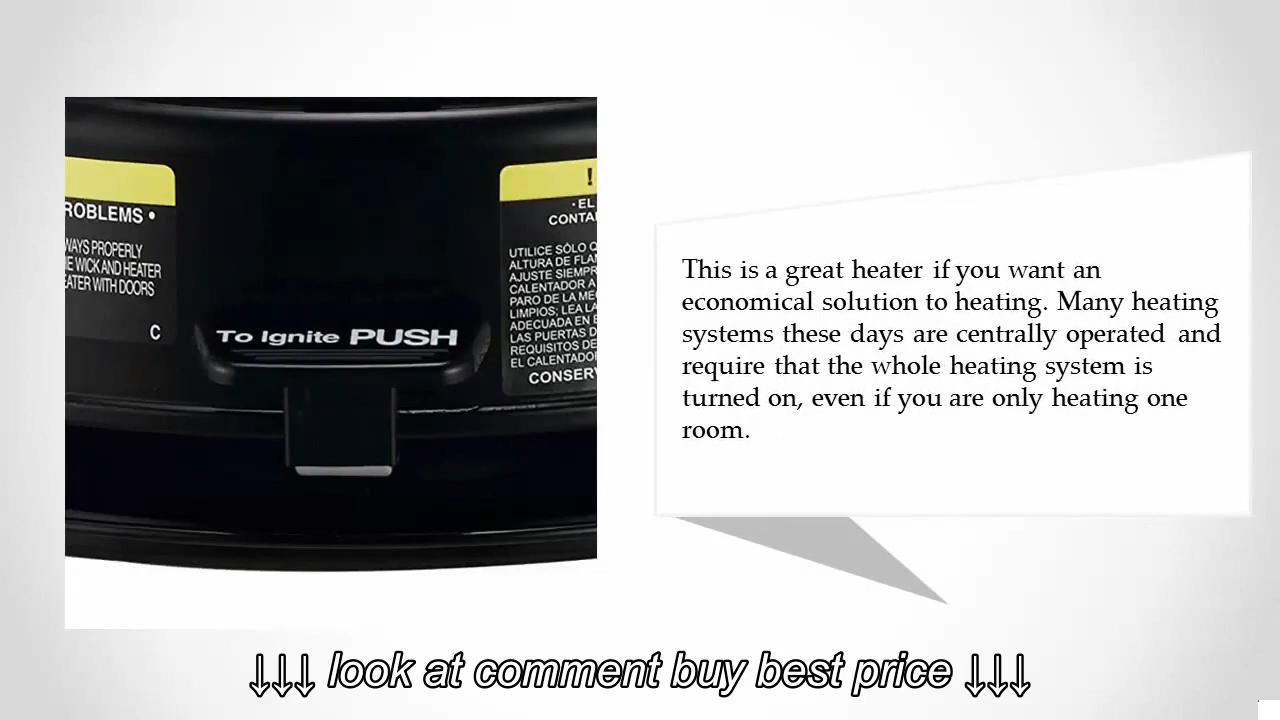 ROBLEMS •
WAYS PROPERLY
E WICK AND HEATER
EATER WITH DOORS
C
To Ignite PUSH
!
· EL
CONTA
UTILICE SÓLO
ALTURA DE FLA
AJUSTE SIEMPR
CALENTADOR A
PARO DE LA ME
LIMPIOS; LEA LA
ADECUADA EN E
LAS PUERTAS D
REQUISITOS DE
EL CALENTADO
CONSERV
This is a great heater if you want an
economical solution to heating. Many heating
systems these days are centrally operated and
require that the whole heating system is
turned on, even if you are only heating one
room.
↓↓↓ look at comment buy best price ↓↓↓